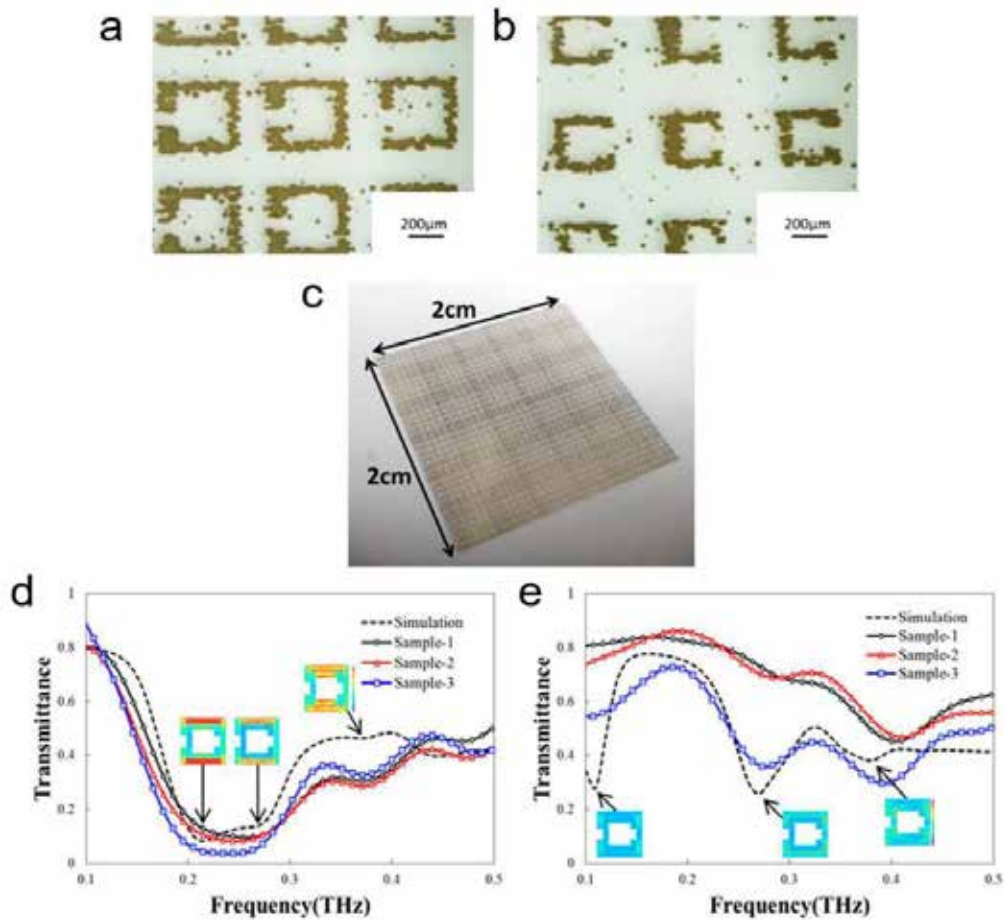 a
b
200μm
200μm
c
2cm
2cm
d
e
1
0.8
0.6
0.4
0.2
0
Transmittance
Simulation
Sample-1
Sample-2
Sample-3
0.1 0.2 0.3 0.4 0.5
Frequency(THz)
1
0.8
0.6
0.4
0.2
0
Transmittance
Simulation
Sample-1
Sample-2
Sample-3
0.1 0.2 0.3 0.4 0.5
Frequency(THz)